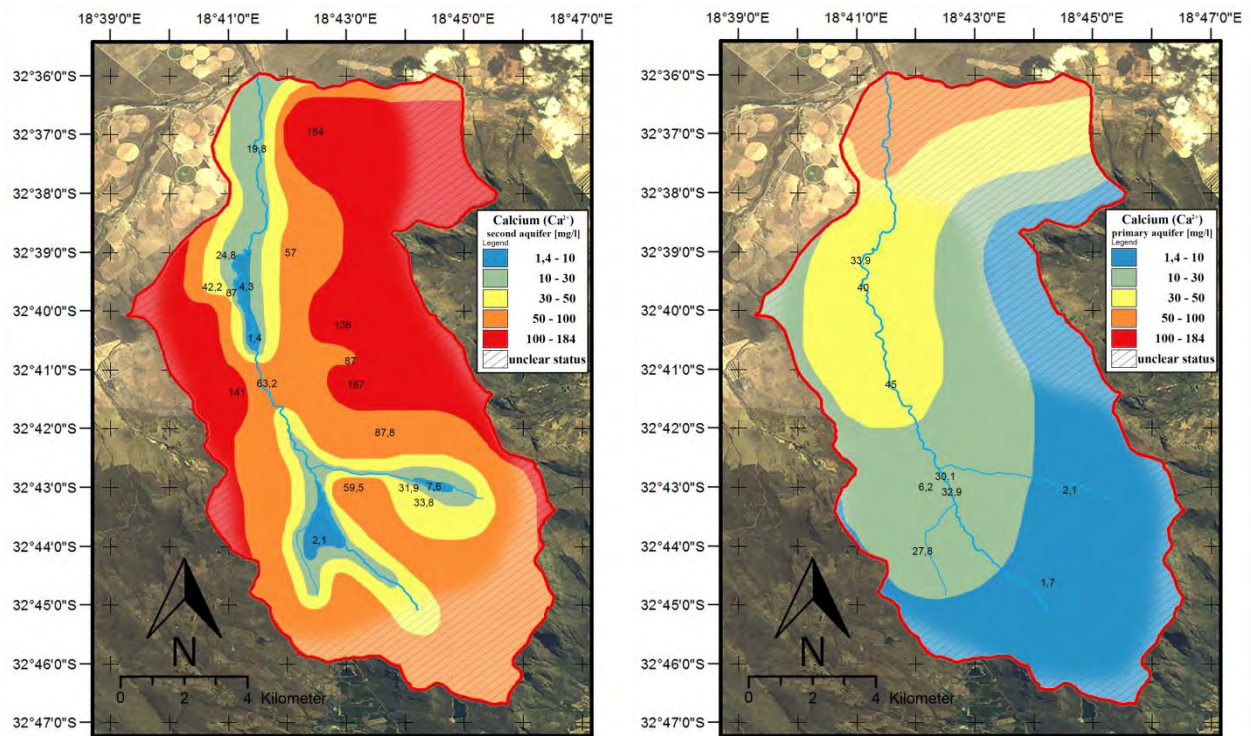 18°39'0"E 18°41'0"E 18°43'0"E 18°45'0"E 18°47'0"E
32°36'0"S
32°37'0"S
32°38'0"S
32°39'0"S
32°40'0"S
32°41'0"S
32°42'0"S
32°43'0"S
32°44'0"S
32°45'0"S
32°46'0"S
32°47'0"S
184
19,8
57
24,8
42,2
87
4,3
1,4
136
87
167
63,2
141
87,8
59,5
31,9
7,6
33,8
2,1
Calcium (Ca²⁺)
second aquifer [mg/l]
Legend
1,4 - 10
10 - 30
30 - 50
50 - 100
100 - 184
unclear status
N
0 2 4 Kilometer
18°39'0"E 18°41'0"E 18°43'0"E 18°45'0"E 18°47'0"E
32°36'0"S
32°37'0"S
32°38'0"S
32°39'0"S
32°40'0"S
32°41'0"S
32°42'0"S
32°43'0"S
32°44'0"S
32°45'0"S
32°46'0"S
32°47'0"S
33,9
40
45
30,1
6,2
32,9
2,1
27,8
1,7
Calcium (Ca²⁺)
primary aquifer [mg/l]
Legend
1,4 - 10
10 - 30
30 - 50
50 - 100
100 - 184
unclear status
N
0 2 4 Kilometer